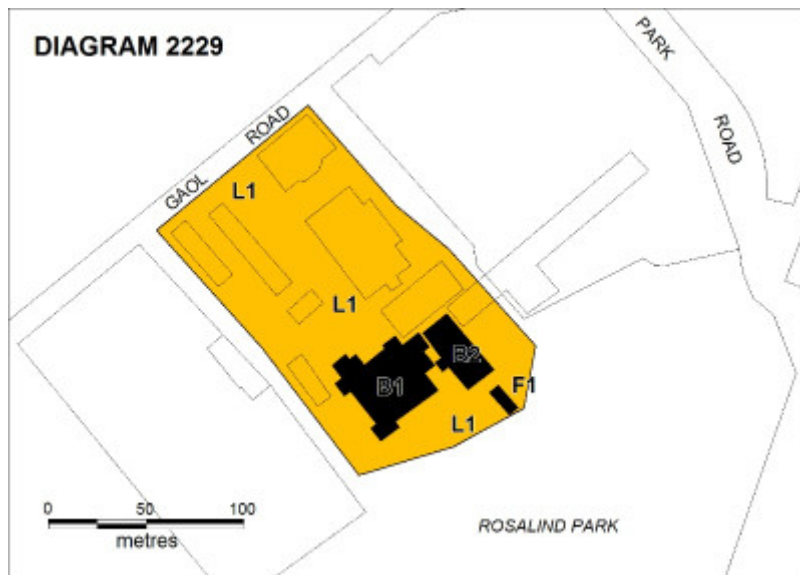 DIAGRAM 2229
PARK
ROAD
GAOL
ROAD
L1
L1
B1
B2
F1
L1
0 50 100
metres
ROSALIND PARK